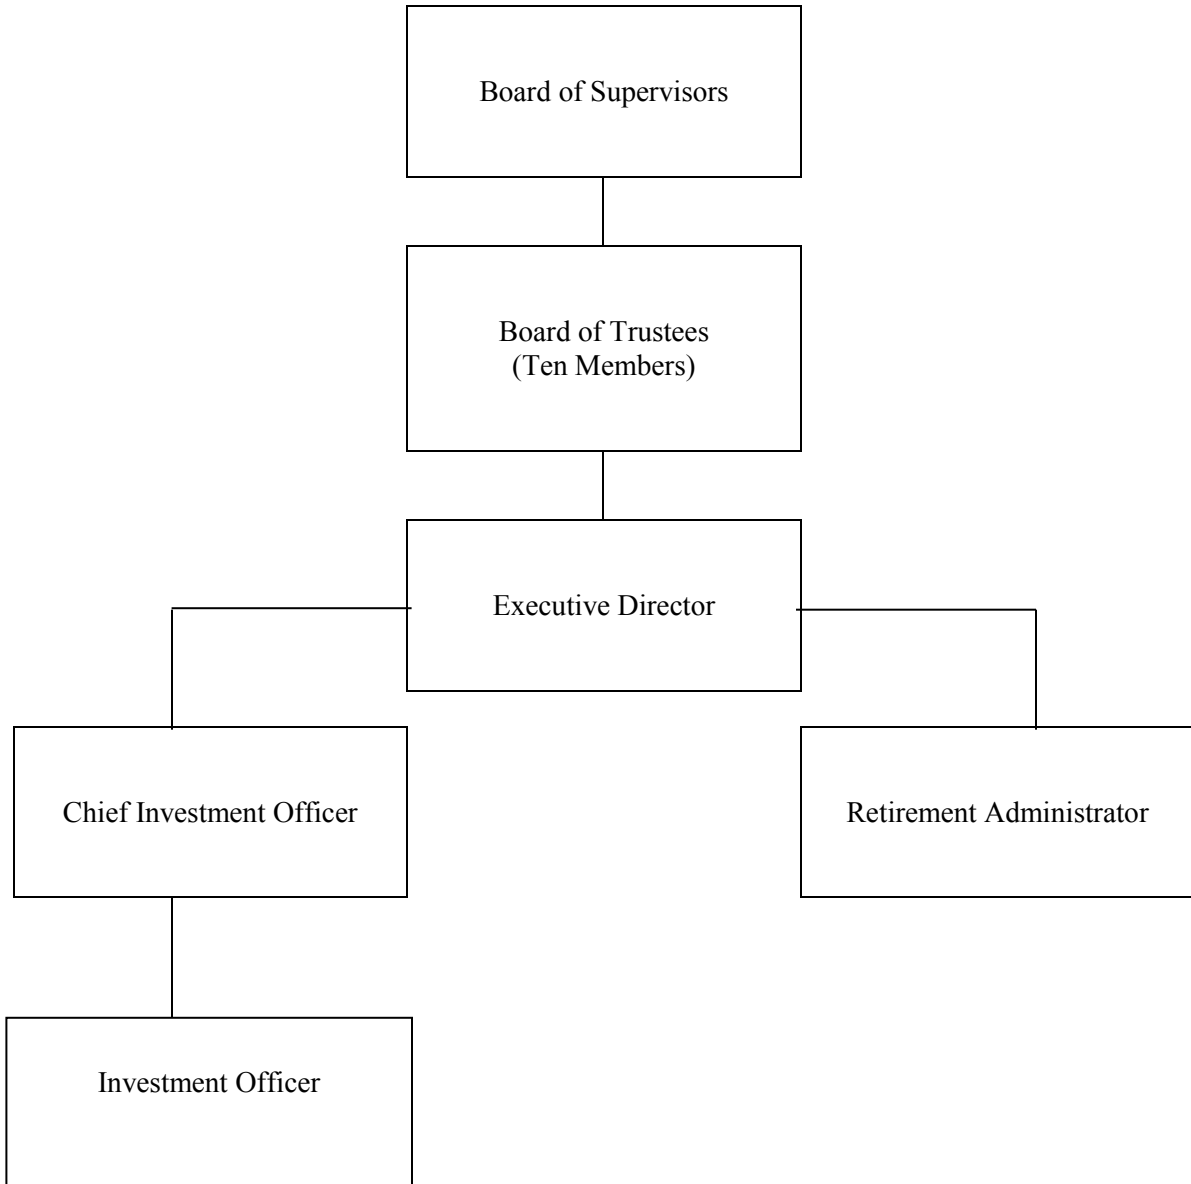 Board of Supervisors
Board of Trustees
(Ten Members)
Executive Director
Chief Investment Officer
Retirement Administrator
Investment Officer